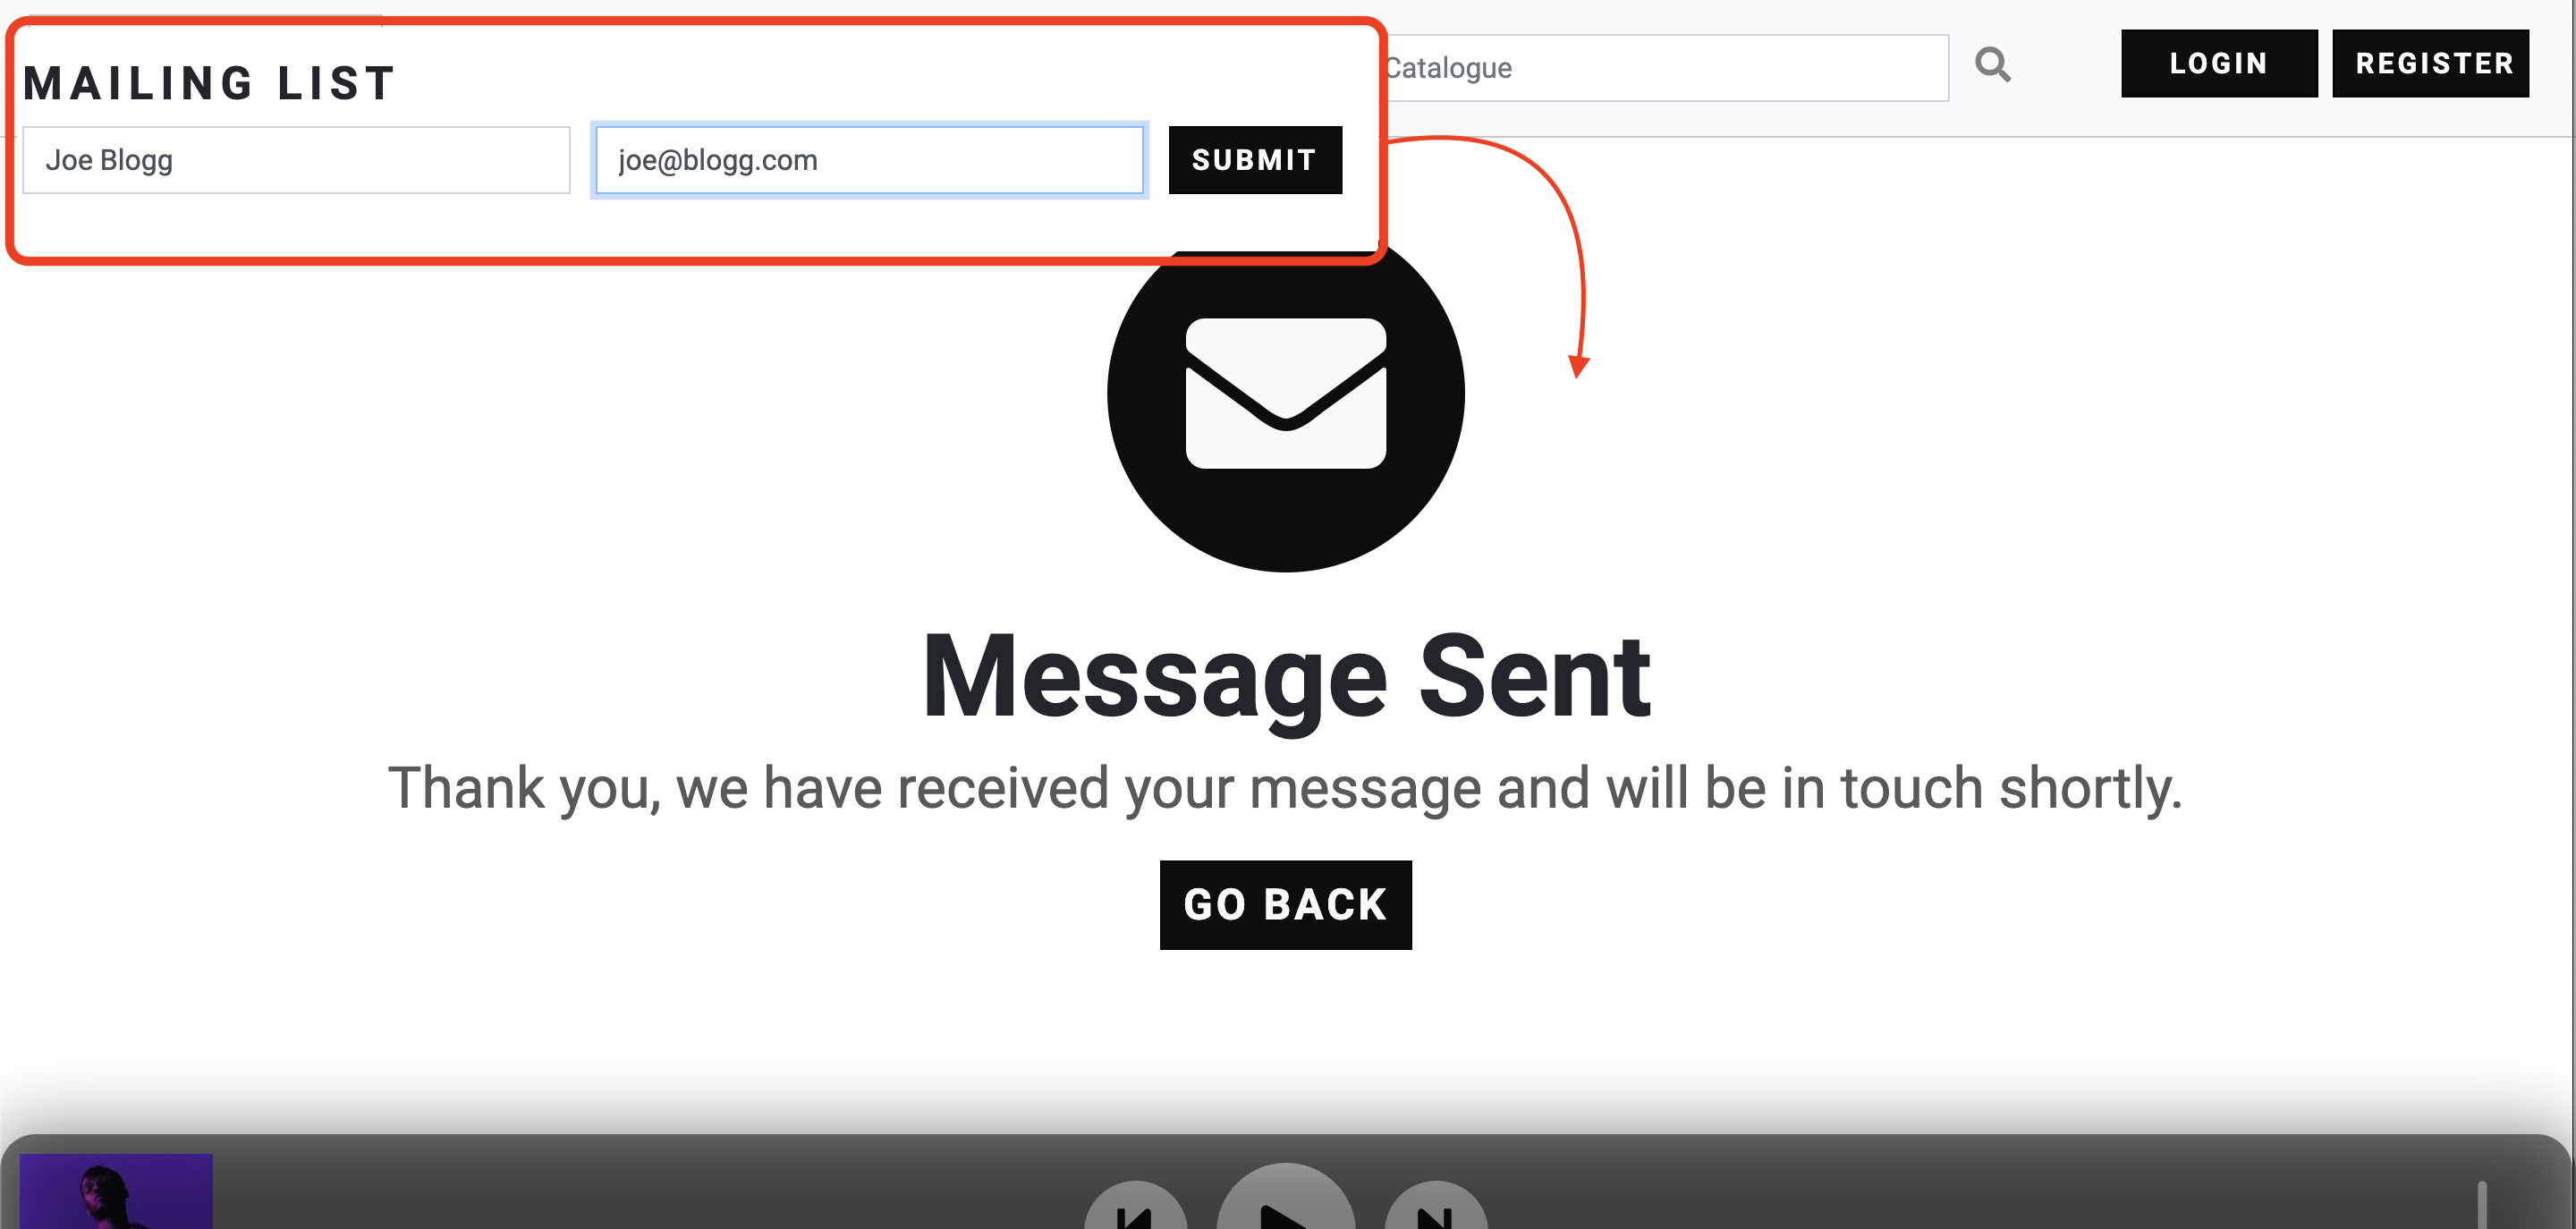 MAILING LIST
Catalogue
LOGIN
REGISTER
Joe Blogg
joe@blogg.com
SUBMIT
Message Sent
Thank you, we have received your message and will be in touch shortly.
GO BACK